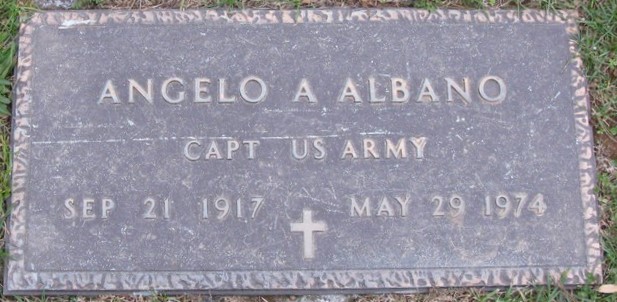 ANGELO A ALBANO
CAPT US ARMY
SEP 21 1917 MAY 29 1974